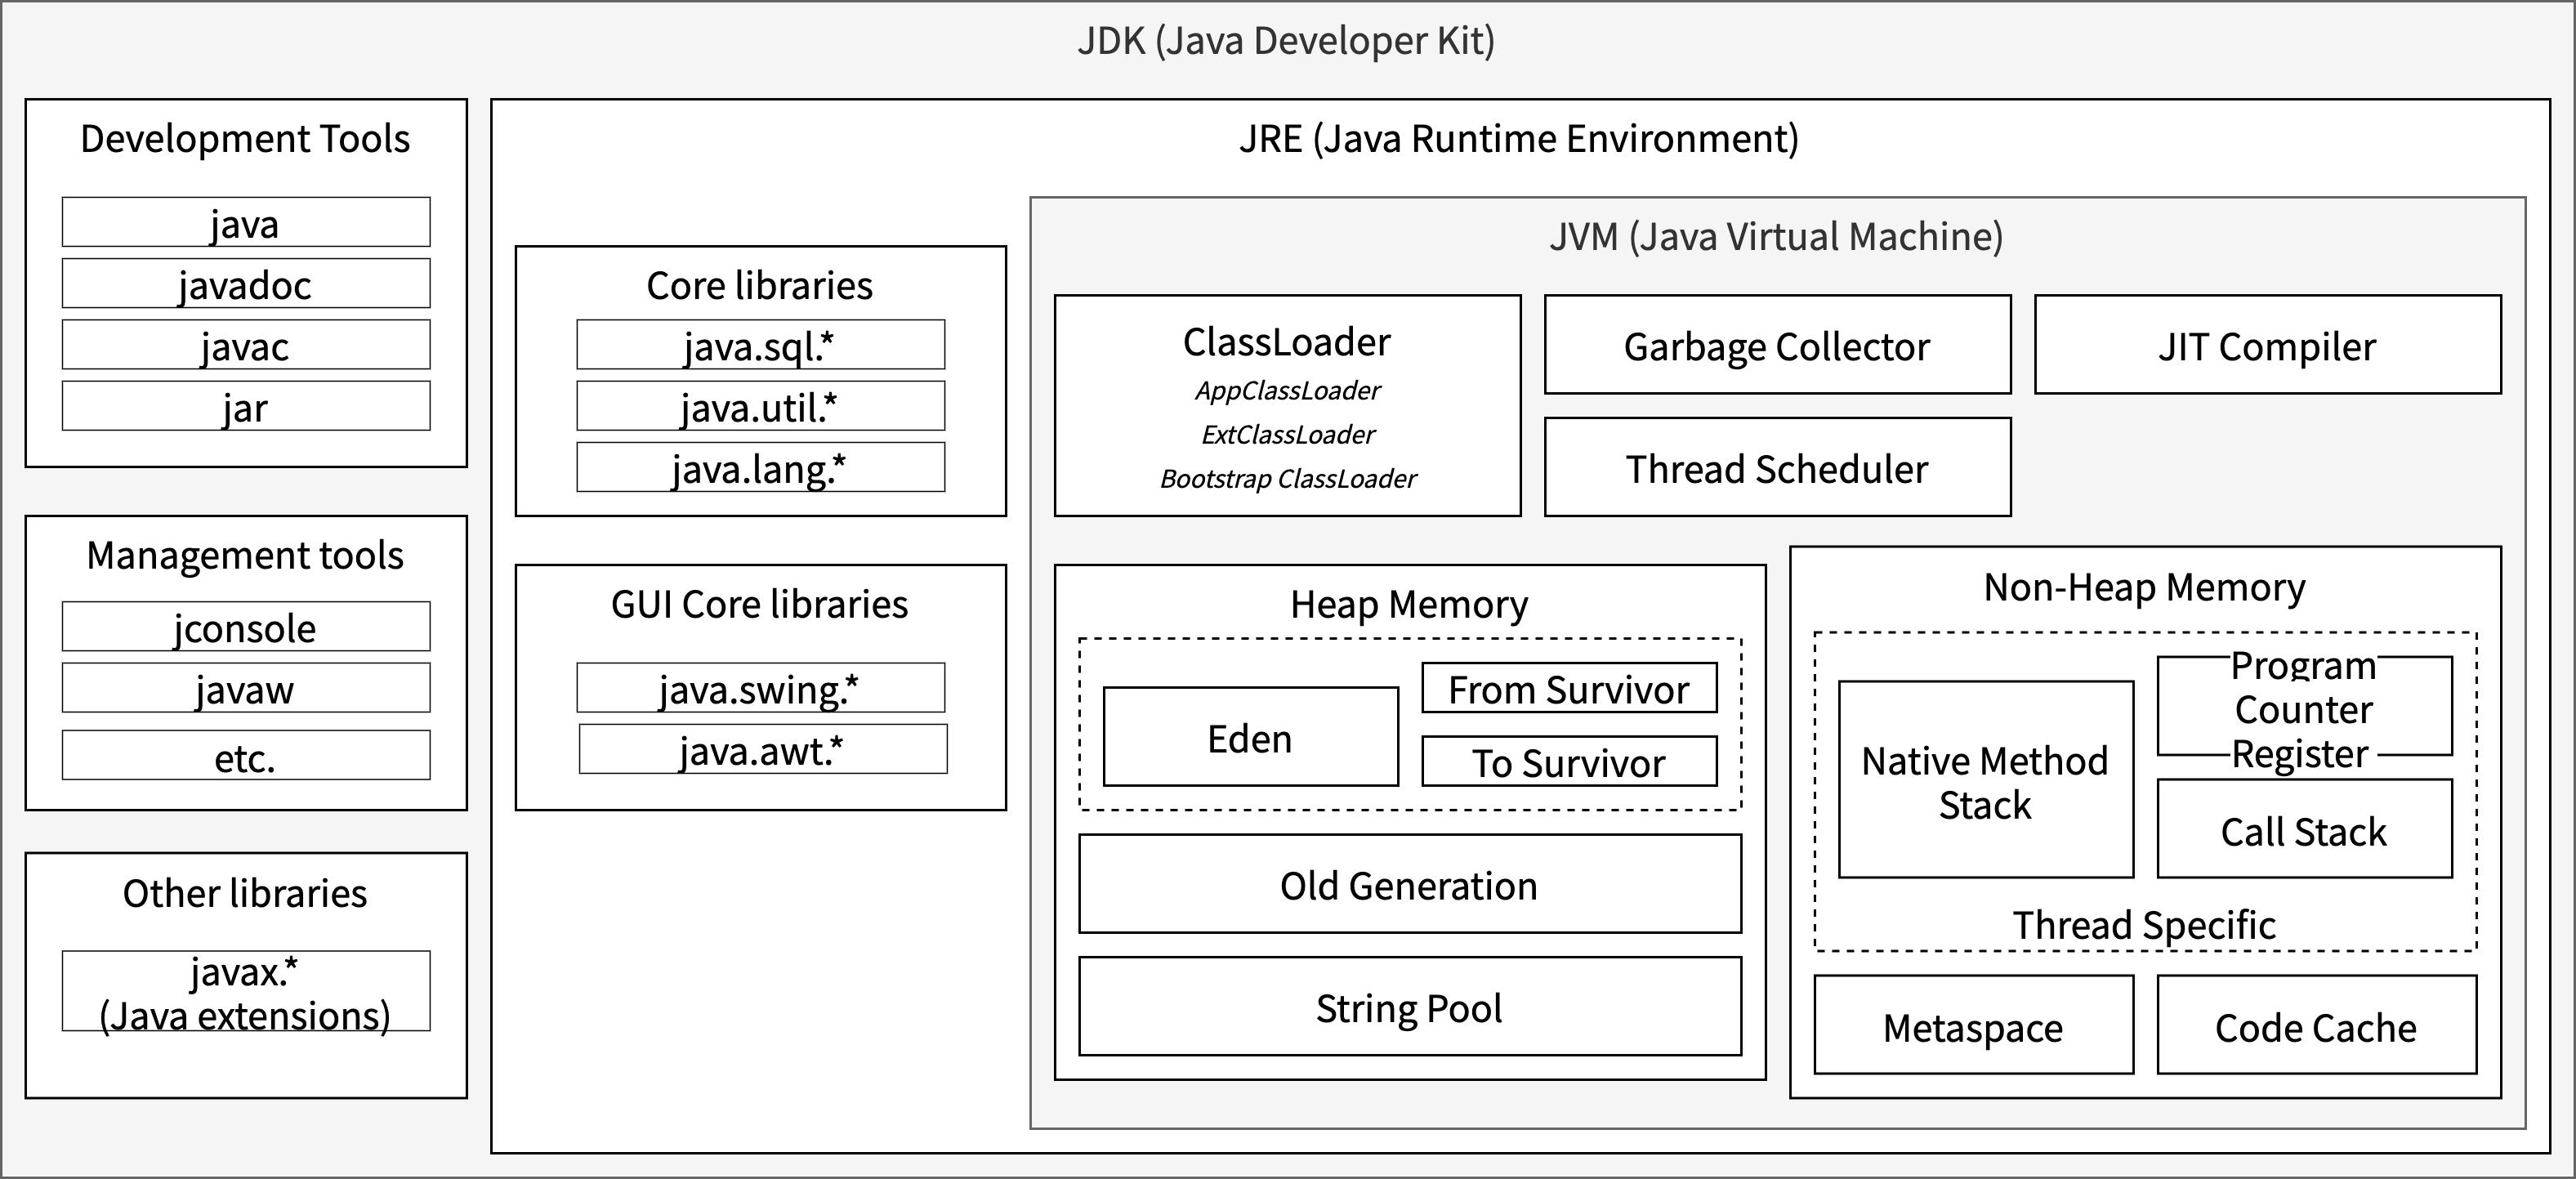 JDK (Java Developer Kit)
Development Tools
java
javadoc
javac
jar
Management tools
jconsole
javaw
etc.
Other libraries
javax.*
(Java extensions)
JRE (Java Runtime Environment)
Core libraries
java.sql.*
java.util.*
java.lang.*
GUI Core libraries
java.swing.*
java.awt.*
JVM (Java Virtual Machine)
ClassLoader
AppClassLoader
ExtClassLoader
Bootstrap ClassLoader
Garbage Collector
JIT Compiler
Thread Scheduler
Heap Memory
Eden
From Survivor
To Survivor
Old Generation
String Pool
Non-Heap Memory
Native Method
Stack
Program
Counter
Register
Call Stack
Thread Specific
Metaspace
Code Cache